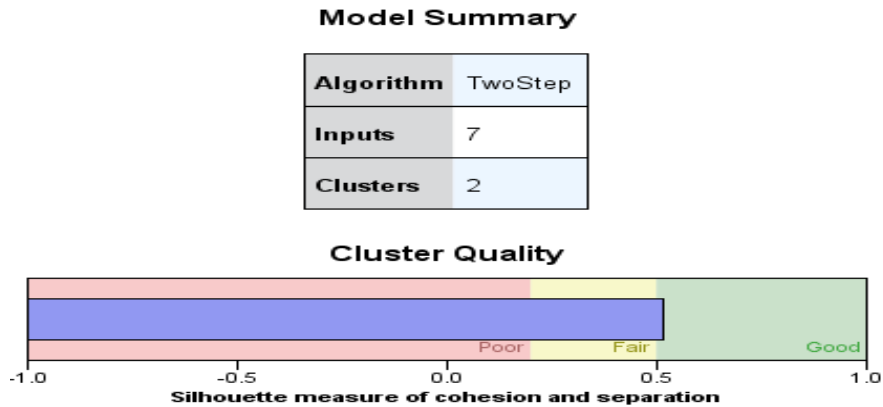 Model Summary
Algorithm TwoStep
Inputs 7
Clusters 2
Cluster Quality
Poor Fair Good
-1.0 -0.5 0.0 0.5 1.0
Silhouette measure of cohesion and separation